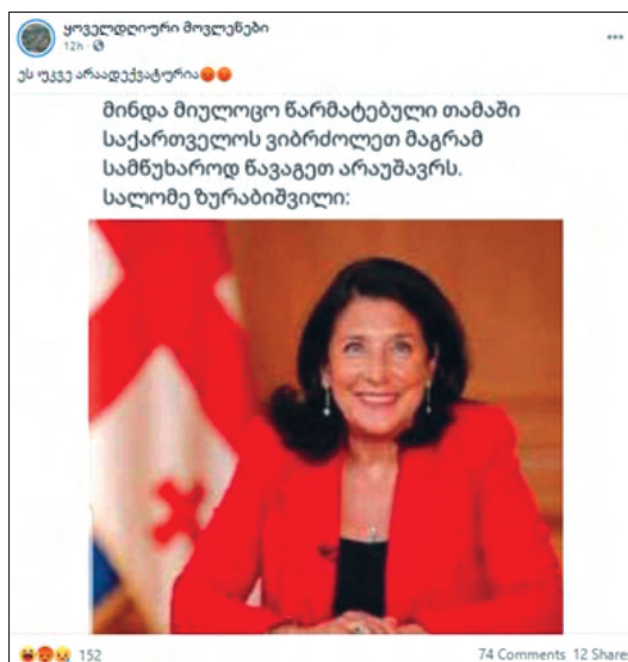 ყოველდღიური მოვლენები
12h ·
ეს უკვე არაადექვატურია
მინდა მიულოცო წარმატებული თამაში
საქართველოს ვიბრძოლეთ მაგრამ
სამწუხაროდ წავაგეთ არაუშავრს.
სალომე ზურაბიშვილი:
152
74 Comments 12 Shares